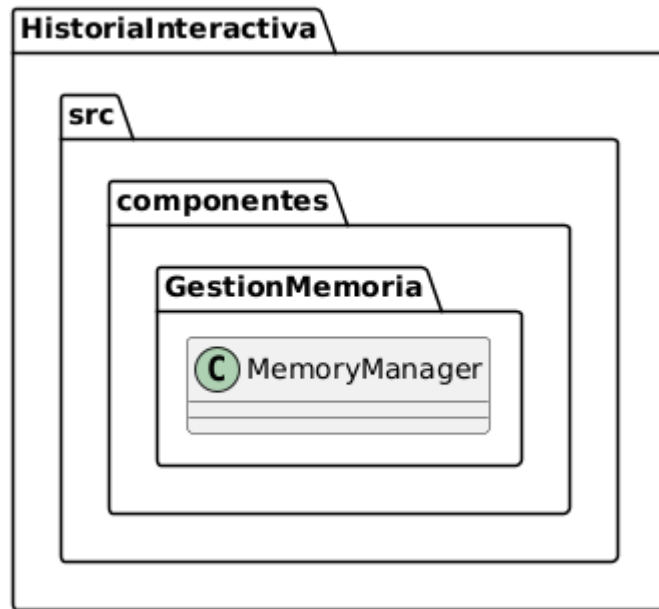 HistoriaInteractiva
src
componentes
GestionMemoria
C MemoryManager